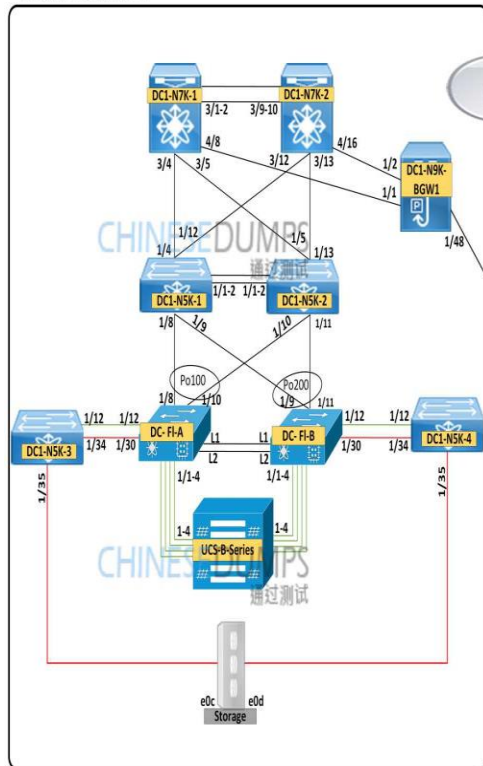 DC1-N7K-1
DC1-N7K-2
3/1-2
3/9-10
4/8
4/16
3/4
3/5
3/12
3/13
1/2
1/1
DC1-N9K-
BGW1
P
1/48
1/12
1/5
1/4
1/13
CHINESEDUMPS
通过测试
1/1-2
1/1-2
DC1-N5K-1
DC1-N5K-2
1/8
1/9
1/10
1/11
Po100
Po200
1/8
1/10
1/9
1/11
1/12
1/12
DC- FI-A
DC- FI-B
1/12
1/12
DC1-N5K-3
1/34
1/30
L1
L1
L2
L2
1/30
1/34
DC1-N5K-4
1/35
1/35
1/1-4
1/1-4
1-4
1-4
UCS-B-Series
CHINESEDUMPS
通过测试
e0c
e0d
Storage